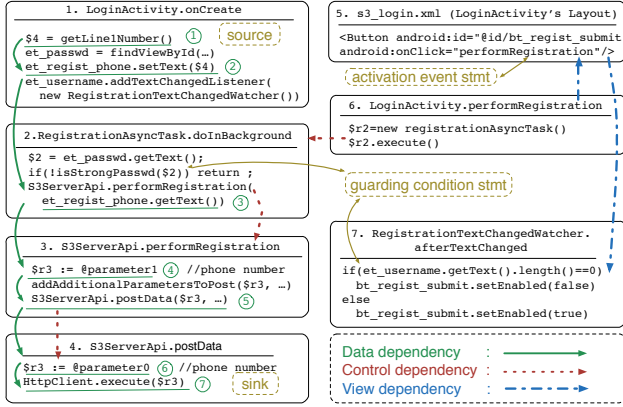 1. LoginActivity.onCreate
$4 = getLine1Number() 1 source
et_passwd = findViewById(…)
et_regist_phone.setText($4) 2
et_username.addTextChangedListener(
new RegistrationTextChangedWatcher())
2.RegistrationAsyncTask.doInBackground
$2 = et_passwd.getText();
if(!isStrongPasswd($2)) return ;
S3ServerApi.performRegistration(
et_regist_phone.getText()) 3
3. S3ServerApi.performRegistration
$r3 := @parameter1 4 //phone number
addAdditionalParametersToPost($r3, …)
S3ServerApi.postData($r3, …) 5
4. S3ServerApi.postData
$r3 := @parameter0 6 //phone number
HttpClient.execute($r3) 7 sink
5. s3_login.xml (LoginActivity's Layout)
<Button android:id="@id/bt_regist_submit
android:onClick="performRegistration"/>
activation event stmt
6. LoginActivity.performRegistration
$r2=new registrationAsyncTask()
$r2.execute()
guarding condition stmt
7. RegistrationTextChangedWatcher.
afterTextChanged
if(et_username.getText().length()==0)
bt_regist_submit.setEnabled(false)
else
bt_regist_submit.setEnabled(true)
Data dependency :
Control dependency :
View dependency :